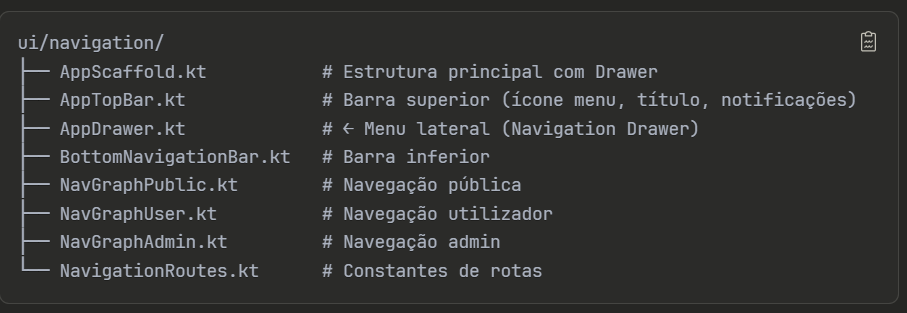 ui/navigation/
├── AppScaffold.kt           # Estrutura principal com Drawer
├── AppTopBar.kt             # Barra superior (ícone menu, título, notificações)
├── AppDrawer.kt             # ← Menu lateral (Navigation Drawer)
├── BottomNavigationBar.kt   # Barra inferior
├── NavGraphPublic.kt        # Navegação pública
├── NavGraphUser.kt          # Navegação utilizador
├── NavGraphAdmin.kt         # Navegação admin
└── NavigationRoutes.kt      # Constantes de rotas